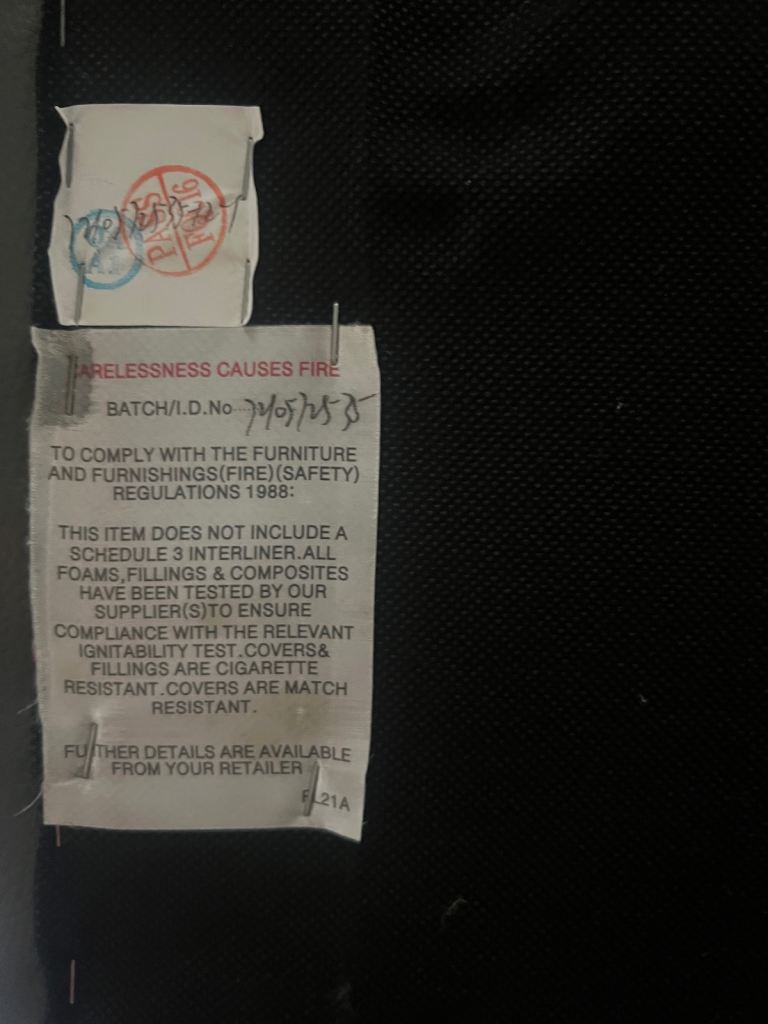 PASS
CARELESSNESS CAUSES FIRE
BATCH/I.D.No
TO COMPLY WITH THE FURNITURE
AND FURNISHINGS(FIRE)(SAFETY)
REGULATIONS 1988:
THIS ITEM DOES NOT INCLUDE A
SCHEDULE 3 INTERLINER.ALL
FOAMS,FILLINGS & COMPOSITES
HAVE BEEN TESTED BY OUR
SUPPLIER(S)TO ENSURE
COMPLIANCE WITH THE RELEVANT
IGNITABILITY TEST.COVERS&
FILLINGS ARE CIGARETTE
RESISTANT.COVERS ARE MATCH
RESISTANT.
FURTHER DETAILS ARE AVAILABLE
FROM YOUR RETAILER